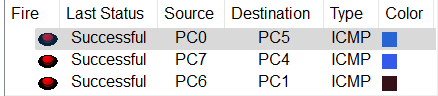 Fire Last Status Source Destination Type Color
Successful PC0 PC5 ICMP
Successful PC7 PC4 ICMP
Successful PC6 PC1 ICMP